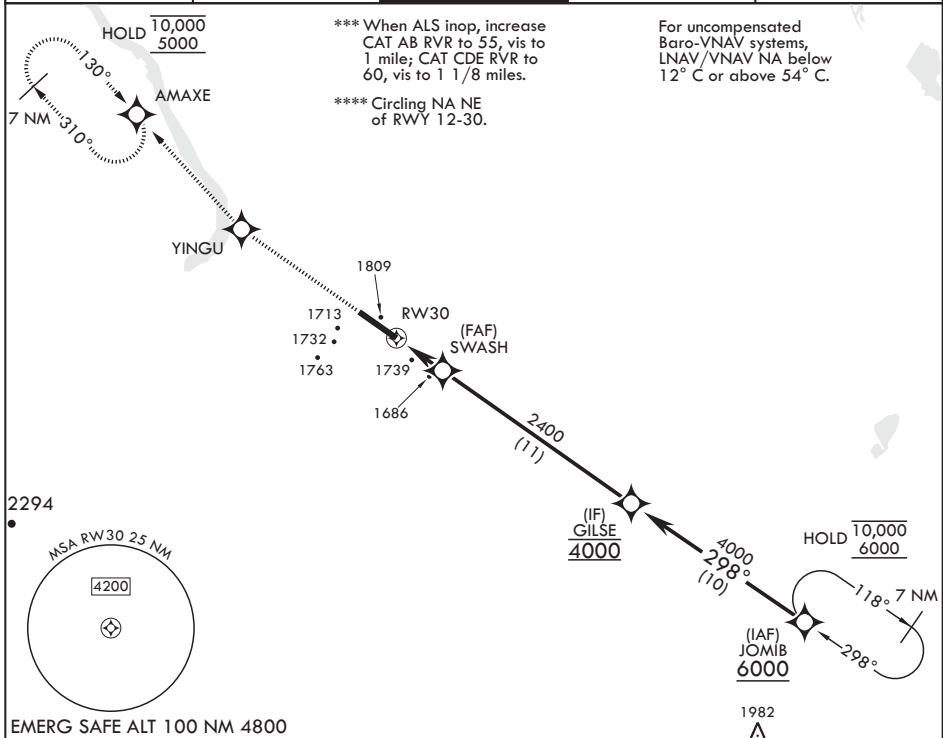 HOLD 10,000
5000
*** When ALS inop, increase
CAT AB RVR to 55, vis to
1 mile; CAT CDE RVR to
60, vis to 1 1/8 miles.
**** Circling NA NE
of RWY 12-30.
For uncompensated
Baro-VNAV systems,
LNAV/VNAV NA below
12° C or above 54° C.
130°
AMAXE
7 NM
310°
YINGU
1809
1713
RW30
1732
(FAF)
SWASH
1763
1739
1686
2400
(11)
2294
(IF)
GILSE
4000
HOLD 10,000
6000
MSA RW30 25 NM
4200
4000
298°
(10)
118°
7 NM
298°
(IAF)
JOMIB
6000
1982
EMERG SAFE ALT 100 NM 4800